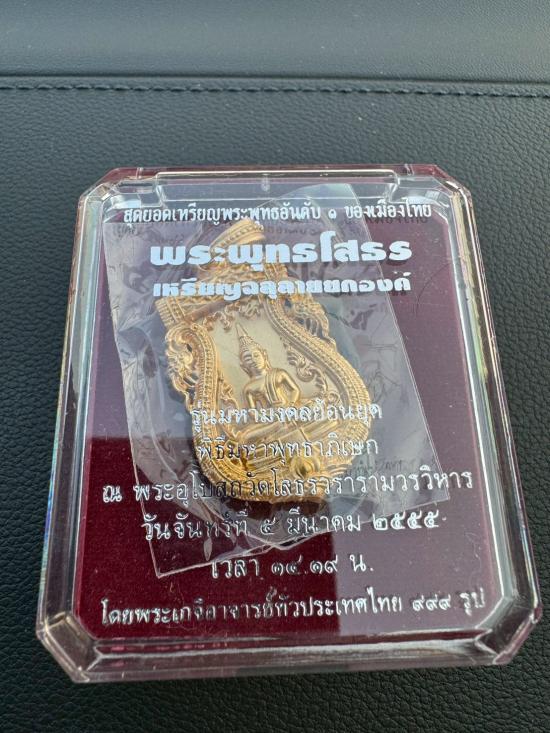 สุดยอดเหรียญพระพุทธอันดับ ๑ ของเมืองไทย
พระพุทธโสธร
เหรียญฉลุลายยกองค์
รุ่นมหามงคลย้อนยุค
พิธีมหาพุทธาภิเษก
ณ พระอุโบสถวัดโสธรวรารามวรวิหาร
วันจันทร์ที่ ๕ มีนาคม ๒๕๕๕
เวลา ๑๔.๑๙ น.
โดยพระเกจิอาจารย์ทั่วประเทศไทย ๙๙๙ รูป